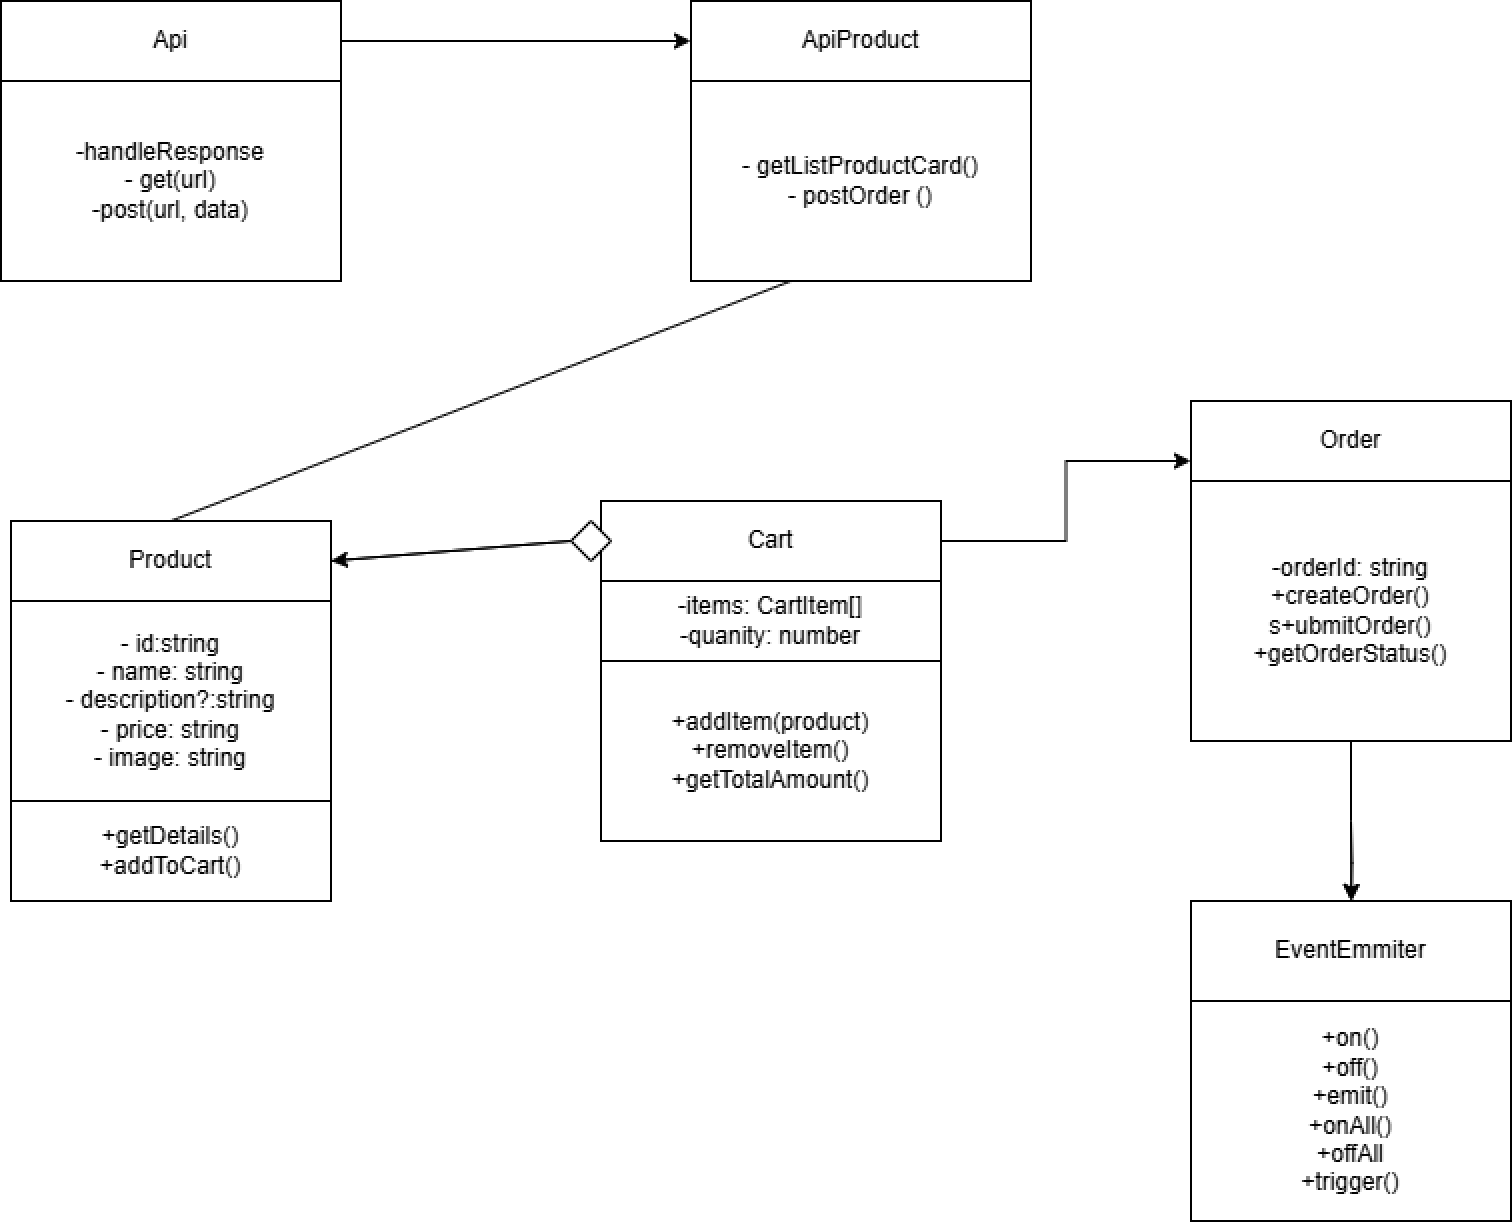 Api
-handleResponse
- get(url)
-post(url, data)
ApiProduct
- getListProductCard()
- postOrder ()
Product
- id:string
- name: string
- description?:string
- price: string
- image: string
+getDetails()
+addToCart()
Cart
-items: CartItem[]
-quanity: number
+addItem(product)
+removeItem()
+getTotalAmount()
Order
-orderId: string
+createOrder()
s+ubmitOrder()
+getOrderStatus()
EventEmmiter
+on()
+off()
+emit()
+onAll()
+offAll
+trigger()